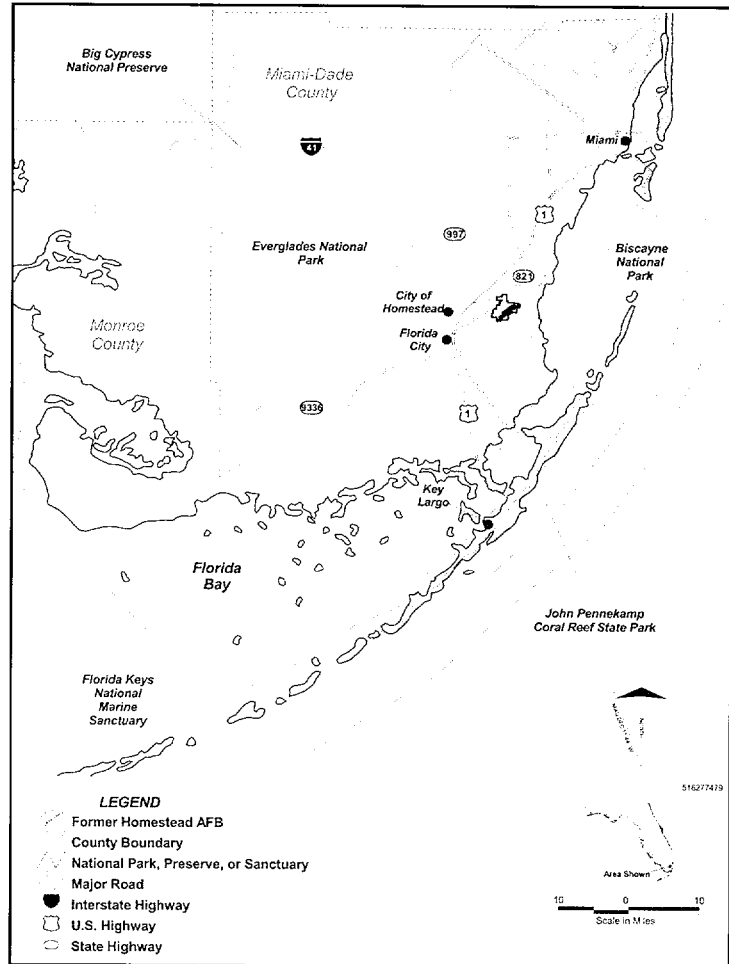 Big Cypress
National Preserve
Miami-Dade
County
41
Miami
1
997
Everglades National
Park
Biscayne
National
Park
821
City of
Homestead
Florida
City
Monroe
County
9336
1
Key
Largo
Florida
Bay
John Pennekamp
Coral Reef State Park
Florida Keys
National
Marine
Sanctuary
516277479
LEGEND
Former Homestead AFB
County Boundary
National Park, Preserve, or Sanctuary
Major Road
Interstate Highway
U.S. Highway
State Highway
Area Shown
10 0 10
Scale in Miles